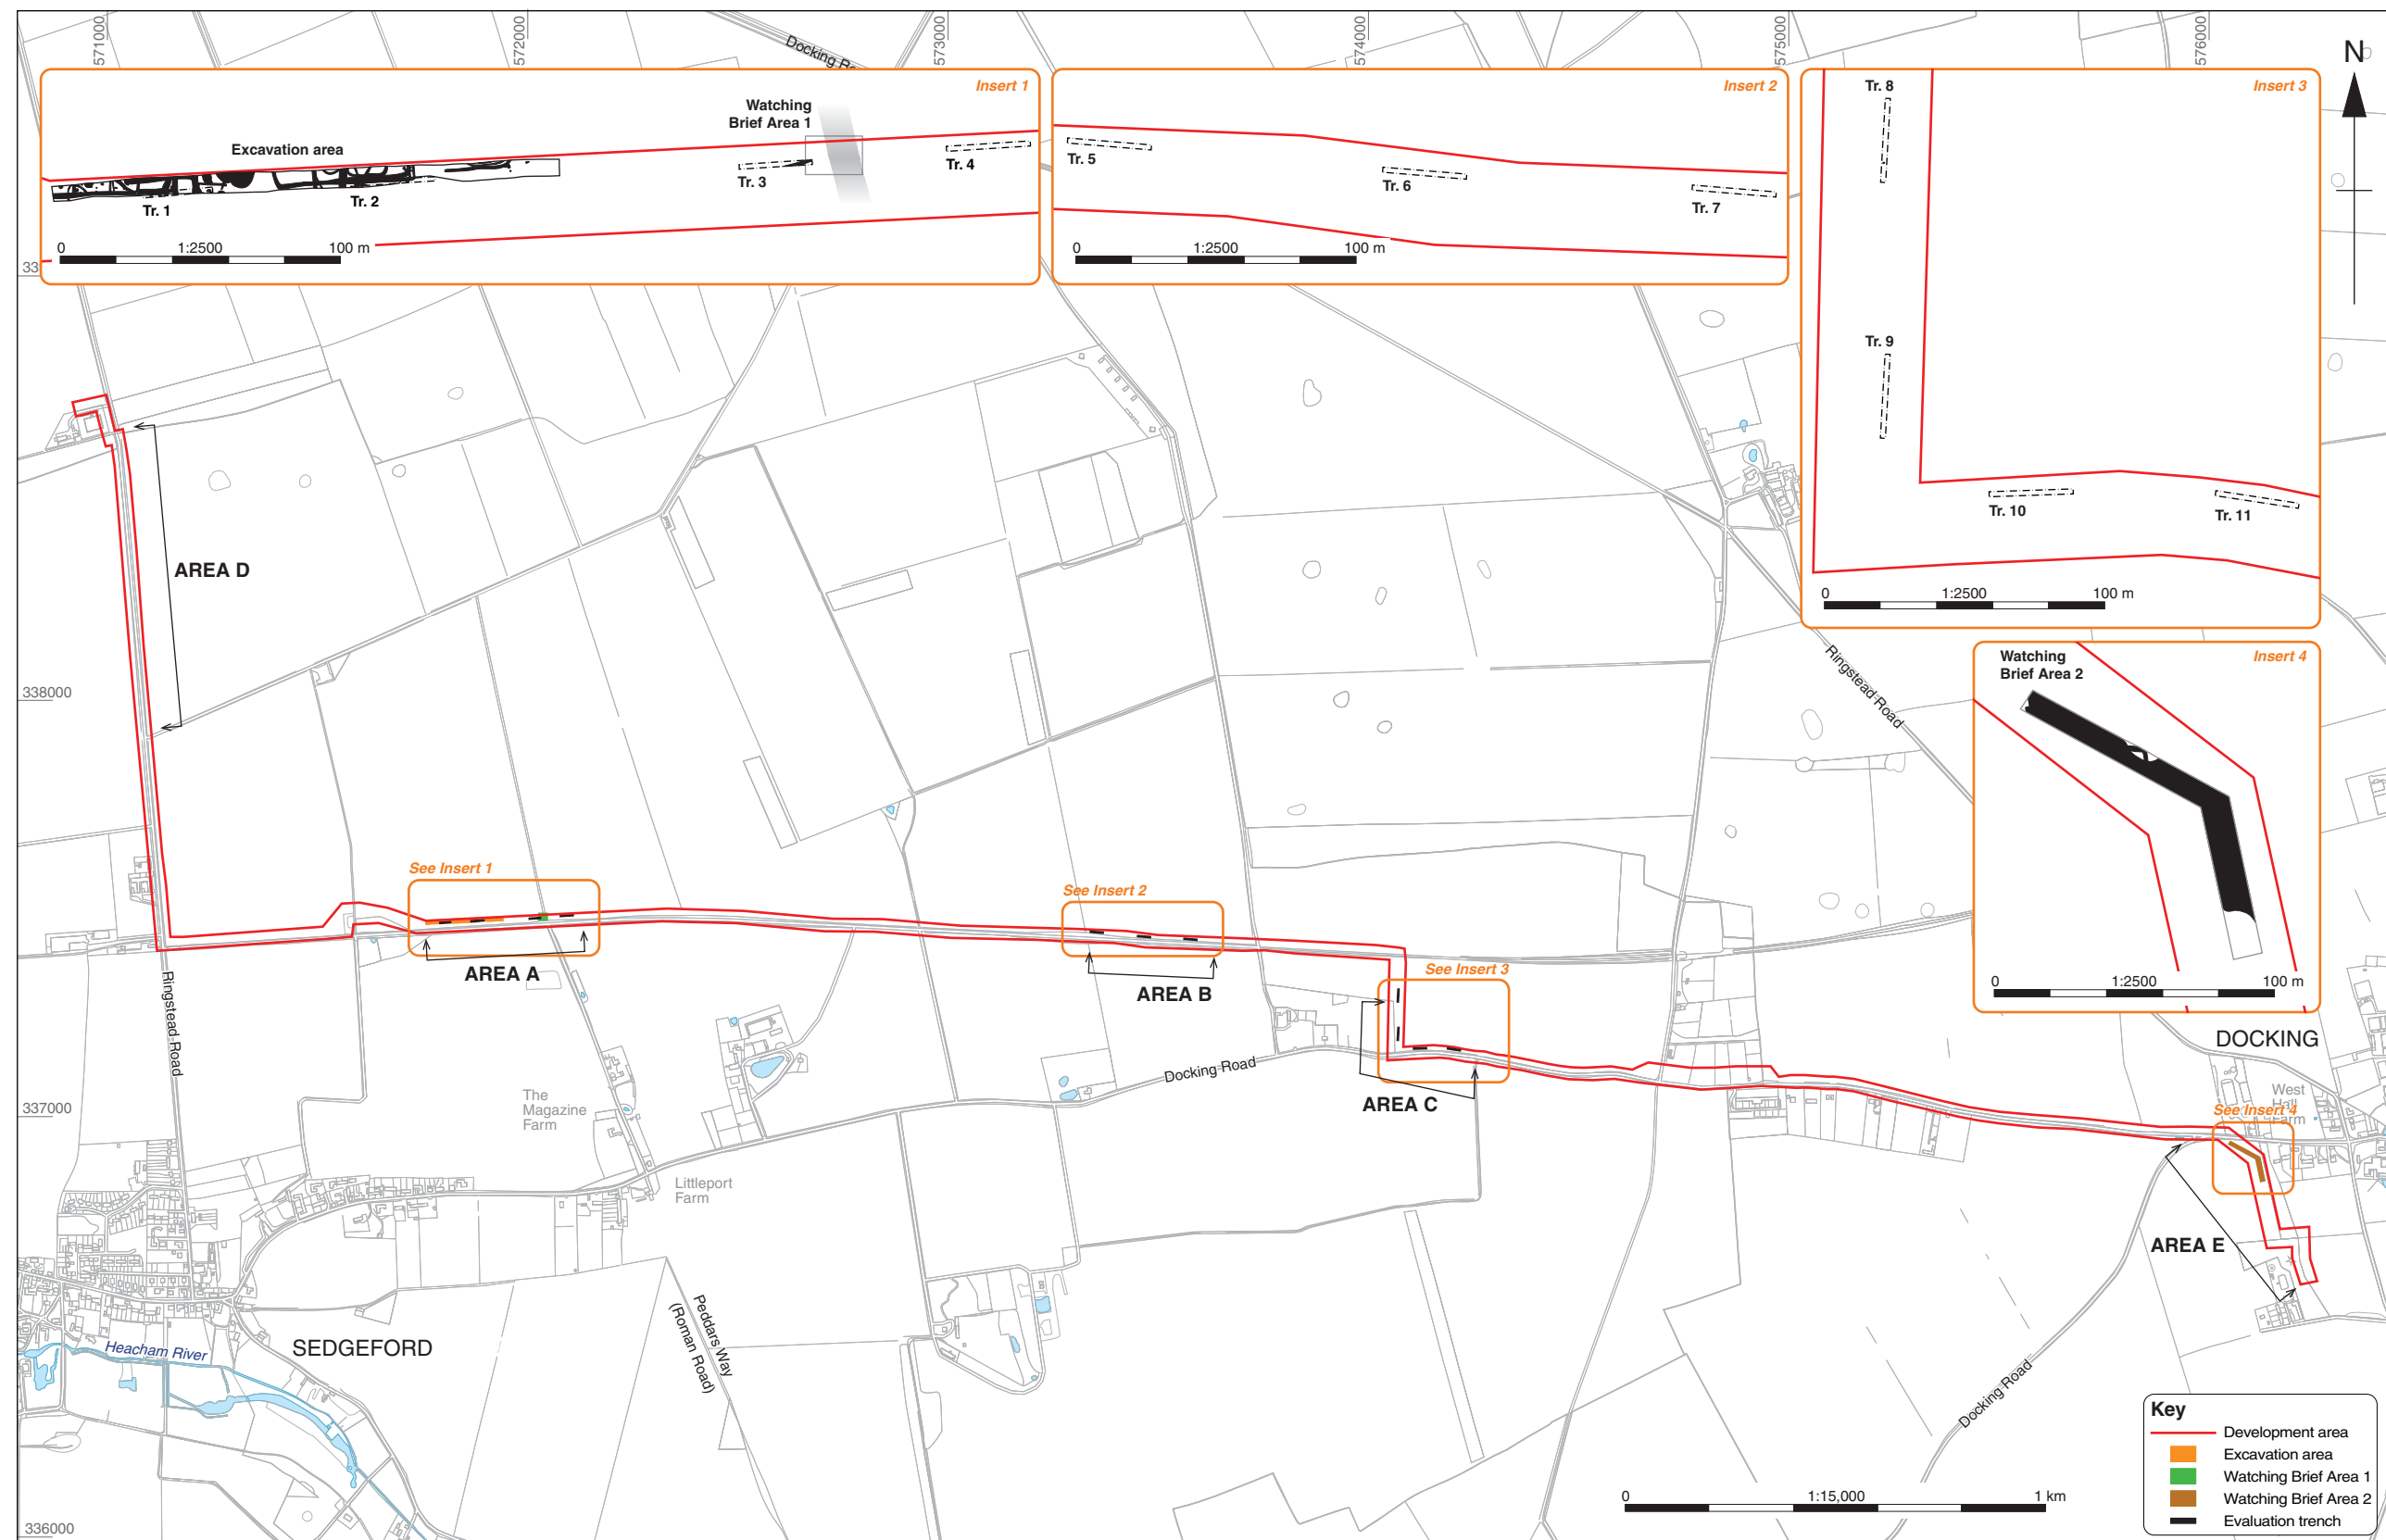 571000
572000
573000
574000
575000
576000
Docking
N
Insert 1
Watching
Brief Area 1
Excavation area
Tr. 1
Tr. 2
Tr. 3
Tr. 4
0 1:2500 100 m
Insert 2
Tr. 5
Tr. 6
Tr. 7
0 1:2500 100 m
Insert 3
Tr. 8
Tr. 9
Tr. 10
Tr. 11
0 1:2500 100 m
33
AREA D
338000
Ringstead Road
Insert 4
Watching
Brief Area 2
0 1:2500 100 m
See Insert 1
AREA A
See Insert 2
AREA B
See Insert 3
AREA C
Ringstead Road
Docking Road
DOCKING
West
Hall
Farm
See Insert 4
AREA E
337000
The
Magazine
Farm
Littleport
Farm
SEDGEFORD
Heacham River
Peddars Way
(Roman Road)
Docking Road
336000
0 1:15,000 1 km
Key
Development area
Excavation area
Watching Brief Area 1
Watching Brief Area 2
Evaluation trench